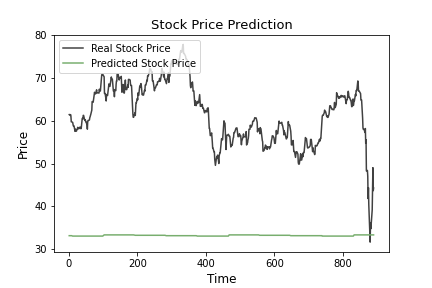 Stock Price Prediction
Real Stock Price
Predicted Stock Price
Price
80
70
60
50
40
30
0 200 400 600 800
Time